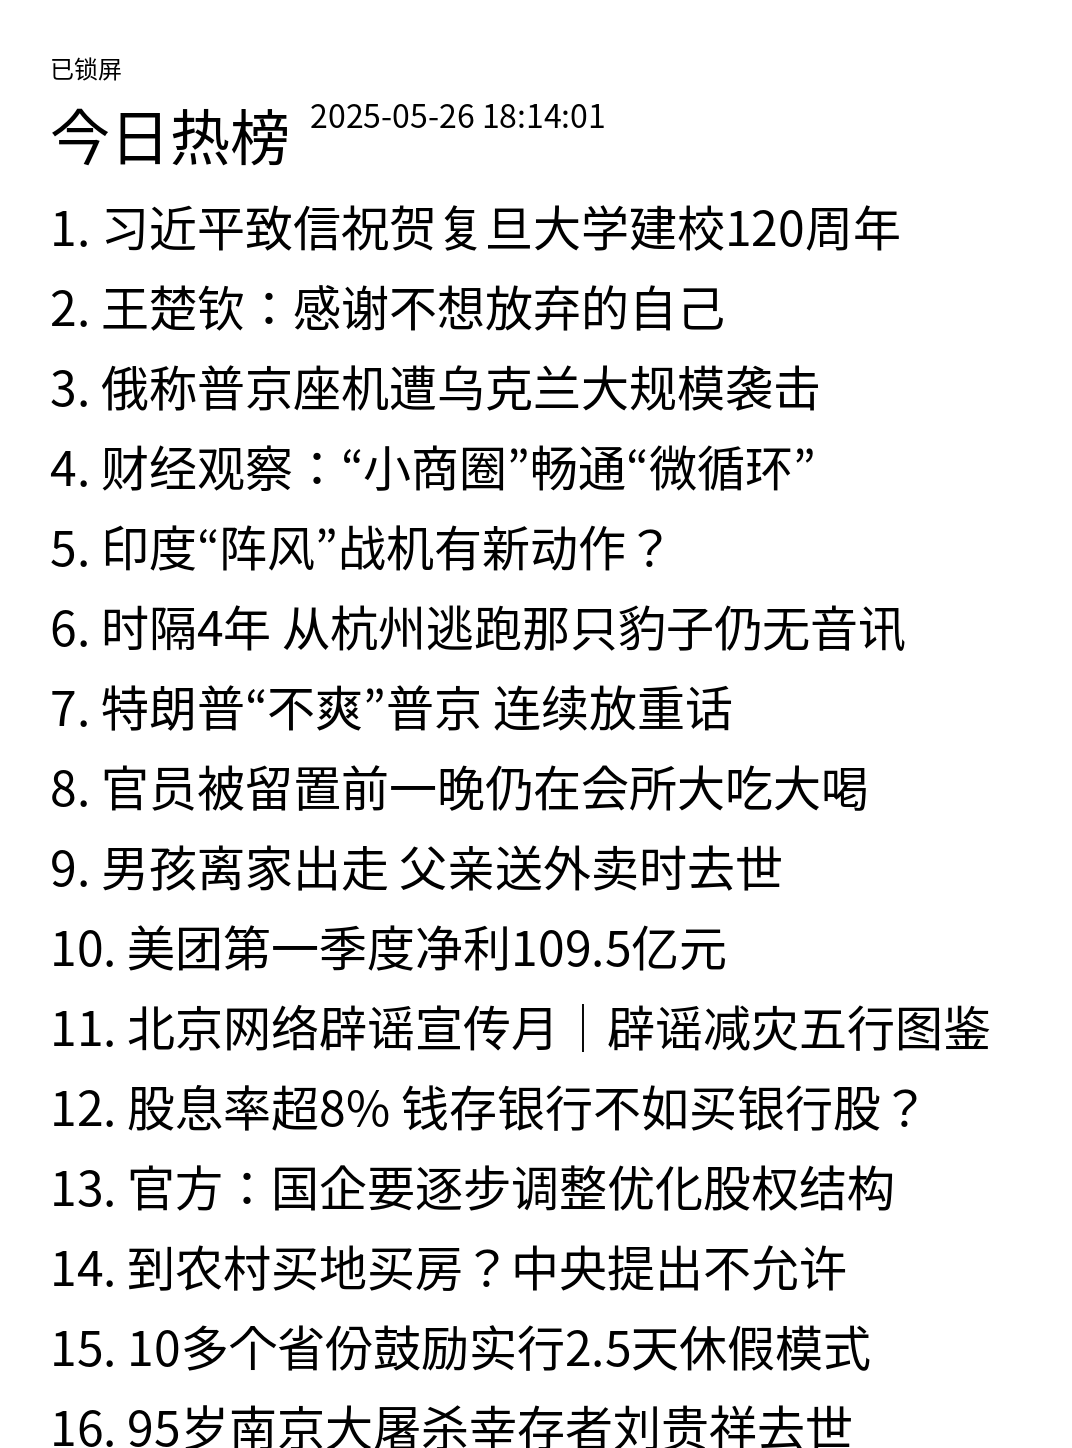 已锁屏
今日热榜 2025-05-26 18:14:01
1. 习近平致信祝贺复旦大学建校120周年
2. 王楚钦：感谢不想放弃的自己
3. 俄称普京座机遭乌克兰大规模袭击
4. 财经观察：“小商圈”畅通“微循环”
5. 印度“阵风”战机有新动作？
6. 时隔4年 从杭州逃跑那只豹子仍无音讯
7. 特朗普“不爽”普京 连续放重话
8. 官员被留置前一晚仍在会所大吃大喝
9. 男孩离家出走 父亲送外卖时去世
10. 美团第一季度净利109.5亿元
11. 北京网络辟谣宣传月｜辟谣减灾五行图鉴
12. 股息率超8% 钱存银行不如买银行股？
13. 官方：国企要逐步调整优化股权结构
14. 到农村买地买房？中央提出不允许
15. 10多个省份鼓励实行2.5天休假模式
16. 95岁南京大屠杀幸存者刘贵祥去世